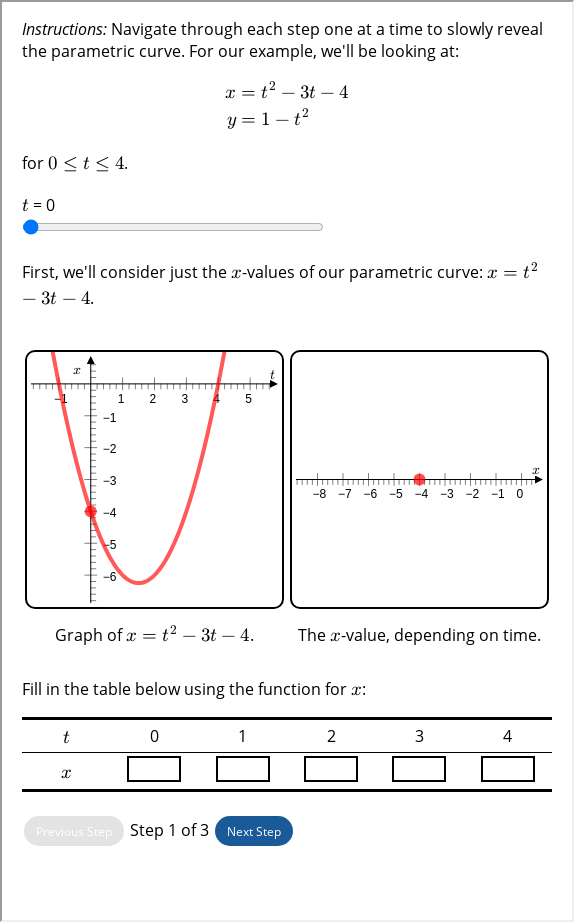 Instructions: Navigate through each step one at a time to slowly reveal
the parametric curve. For our example, we'll be looking at:
x = t² − 3t − 4
y = 1 − t²
for 0 ≤ t ≤ 4.
t = 0
First, we'll consider just the x-values of our parametric curve: x = t²
− 3t − 4.
x
t
−1 1 2 3 4 5
−1
−2
−3
−4
−5
−6
x
−8 −7 −6 −5 −4 −3 −2 −1 0
Graph of x = t² − 3t − 4.
The x-value, depending on time.
Fill in the table below using the function for x:
t 0 1 2 3 4
x
Previous Step Step 1 of 3 Next Step